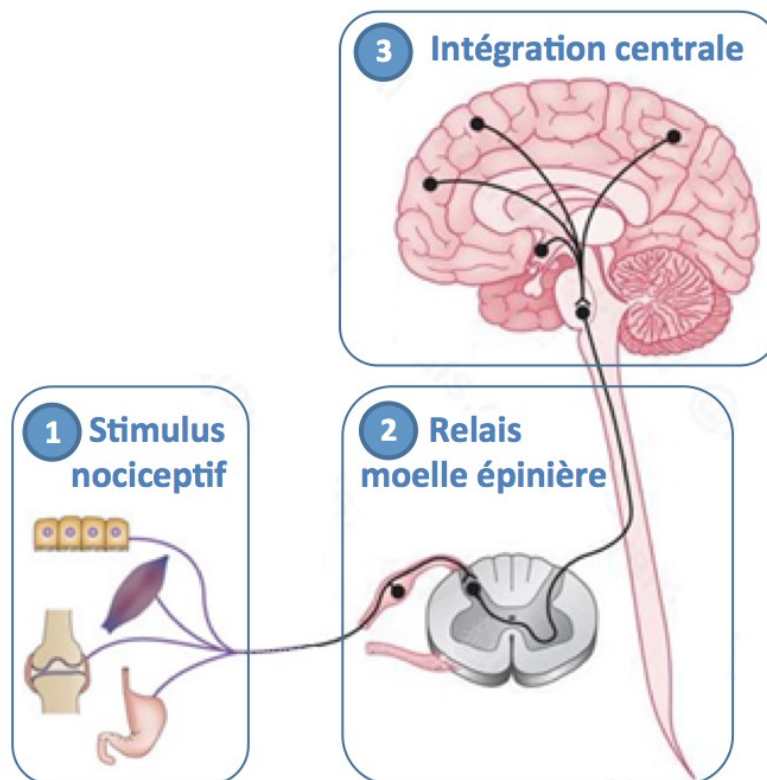 3 Intégration centrale
1 Stimulus
nociceptif
2 Relais
moelle épinière